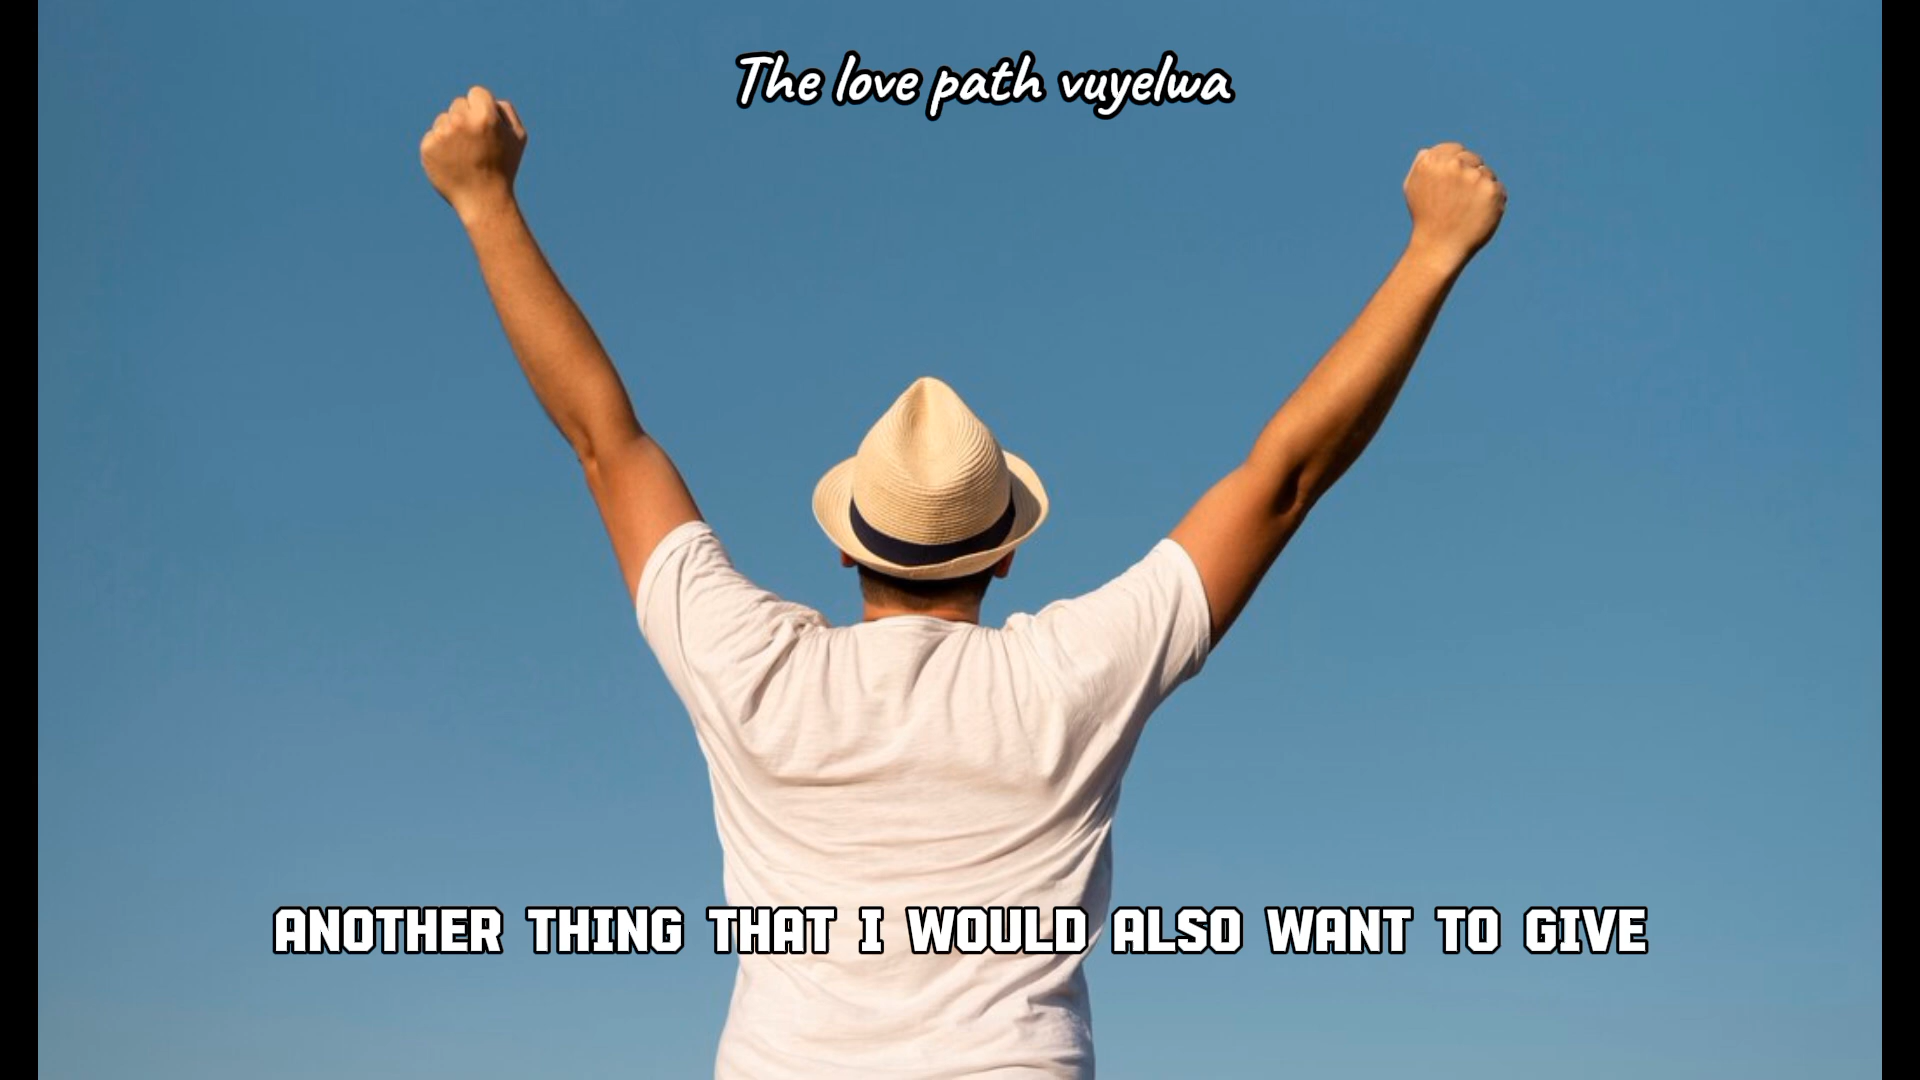 The love path vuyelwa
ANOTHER THING THAT I WOULD ALSO WANT TO GIVE